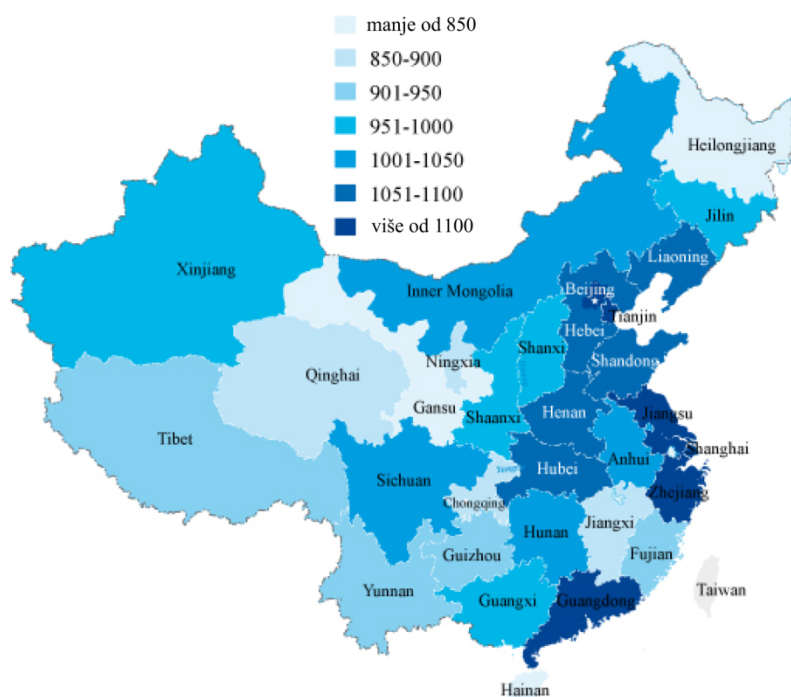 manje od 850
850-900
901-950
951-1000
1001-1050
1051-1100
više od 1100
Heilongjiang
Jilin
Liaoning
Xinjiang
Inner Mongolia
Beijing
Tianjin
Hebei
Shanxi
Ningxia
Shandong
Qinghai
Gansu
Shaanxi
Henan
Jiangsu
Tibet
Shanghai
Anhui
Sichuan
Hubei
Zhejiang
Chongqing
Jiangxi
Hunan
Guizhou
Fujian
Yunnan
Taiwan
Guangxi
Guangdong
Hainan